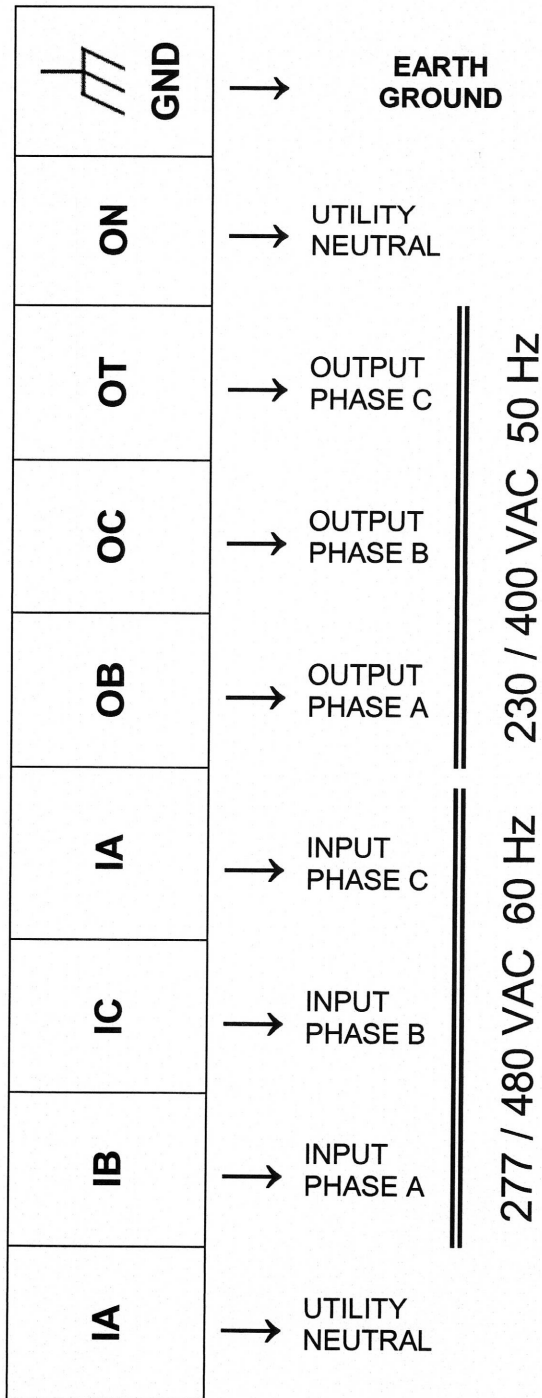 GND
EARTH
GROUND
ON
UTILITY
NEUTRAL
OT
OUTPUT
PHASE C
OC
OUTPUT
PHASE B
OB
OUTPUT
PHASE A
230 / 400 VAC 50 Hz
IA
INPUT
PHASE C
IC
INPUT
PHASE B
IB
INPUT
PHASE A
277 / 480 VAC 60 Hz
IA
UTILITY
NEUTRAL